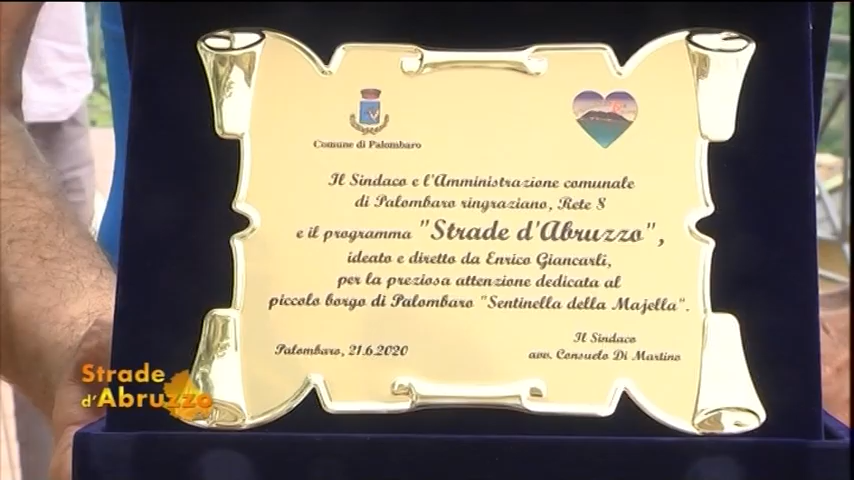 Comune di Palombaro
Il Sindaco e l'Amministrazione comunale
di Palombaro ringraziano, Rete 8
e il programma "Strade d'Abruzzo",
ideato e diretto da Enrico Giancarli,
per la preziosa attenzione dedicata al
piccolo borgo di Palombaro "Sentinella della Majella".
Palombaro, 21.6.2020
Il Sindaco
avv. Consuelo Di Martino
Strade
d'Abruzzo